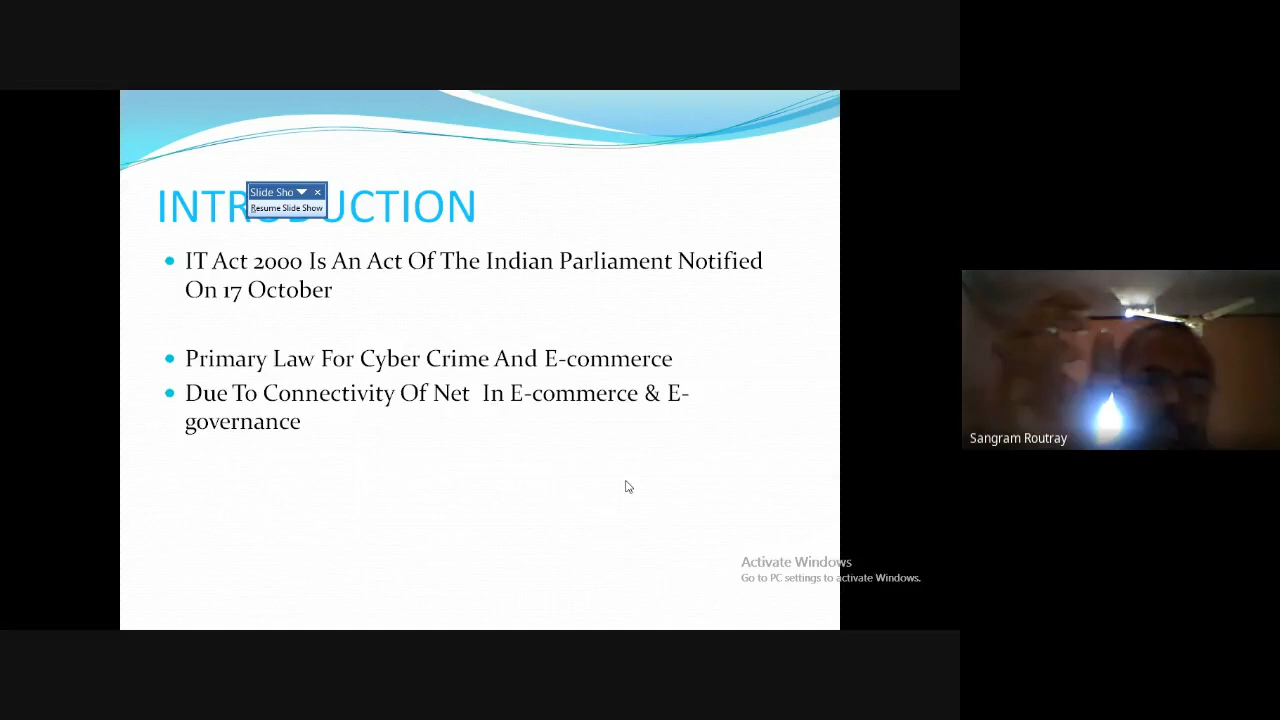 INTRODUCTION
Slide Sho
Resume Slide Show
IT Act 2000 Is An Act Of The Indian Parliament Notified
On 17 October
Primary Law For Cyber Crime And E-commerce
Due To Connectivity Of Net In E-commerce & E-
governance
Activate Windows
Go to PC settings to activate Windows.
Sangram Routray